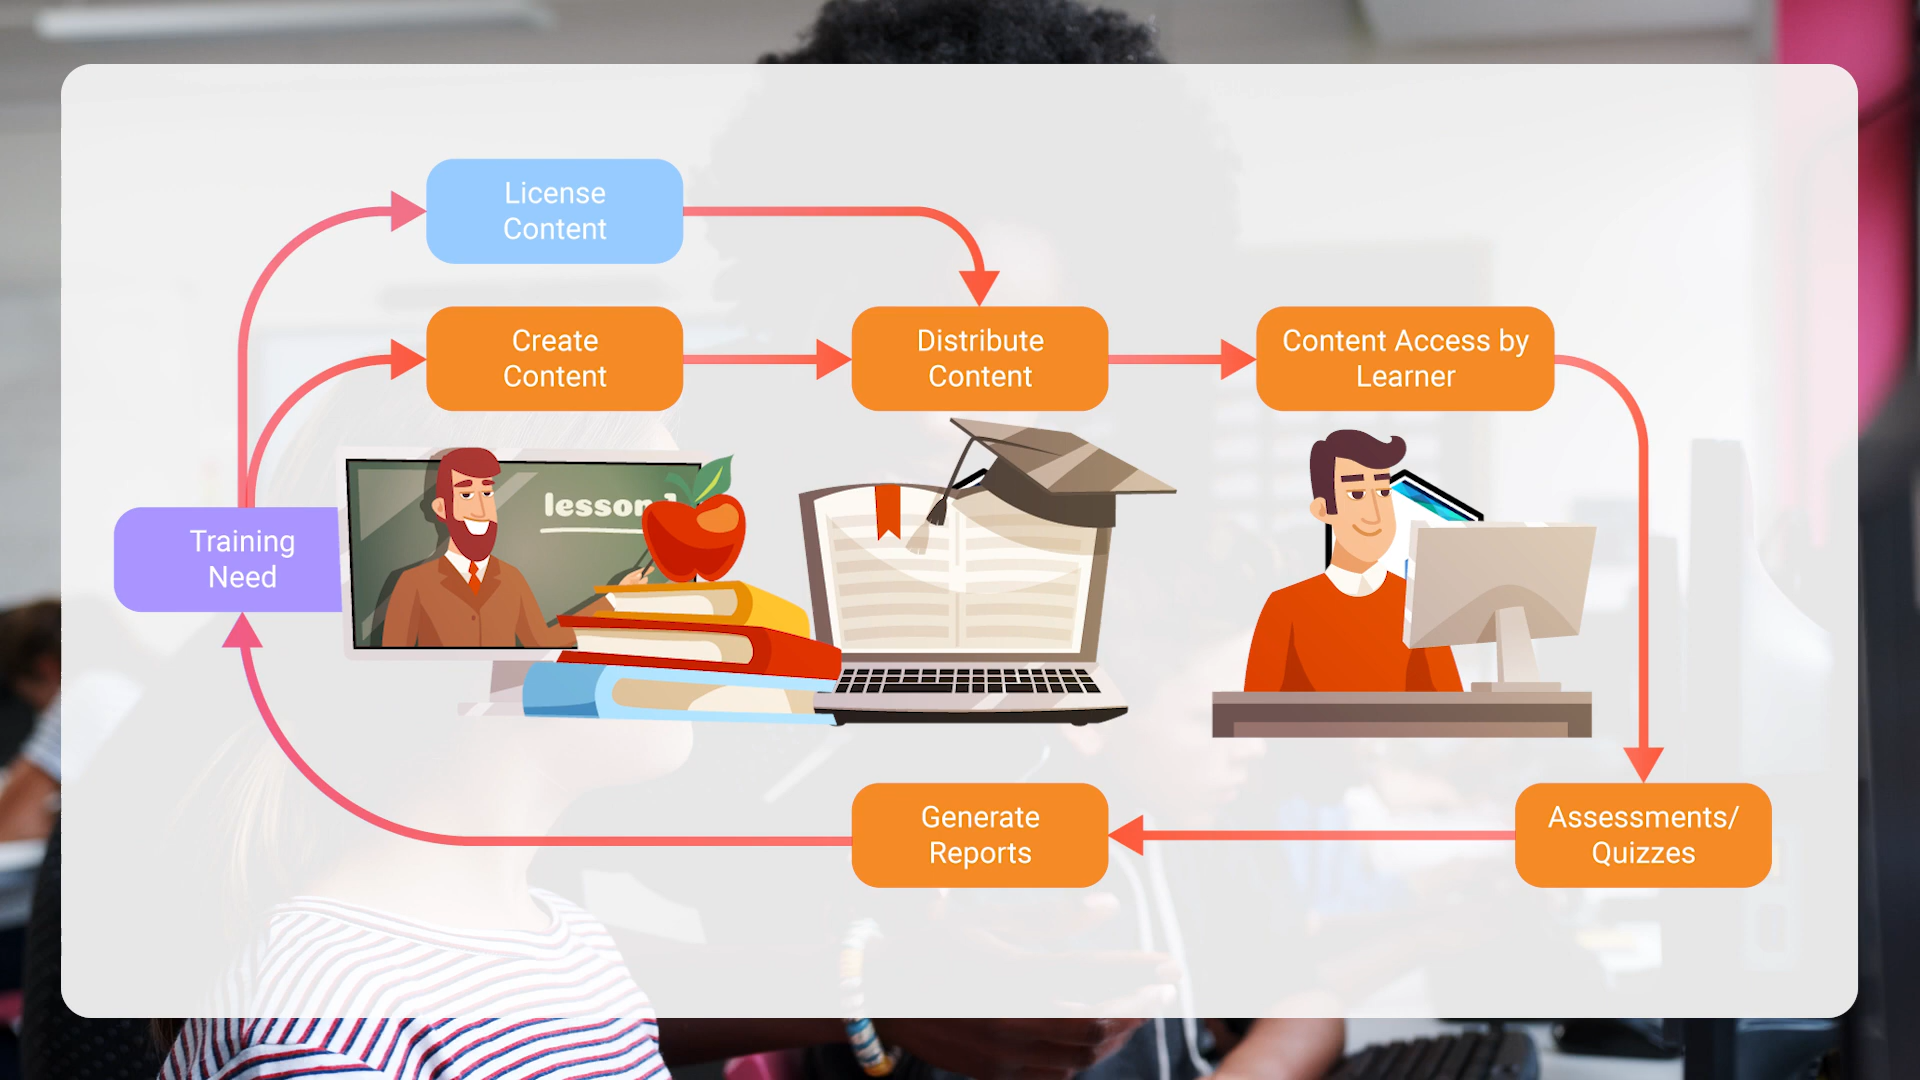 License
Content
Create
Content
Distribute
Content
Content Access by
Learner
Training
Need
lesson
Generate
Reports
Assessments/
Quizzes